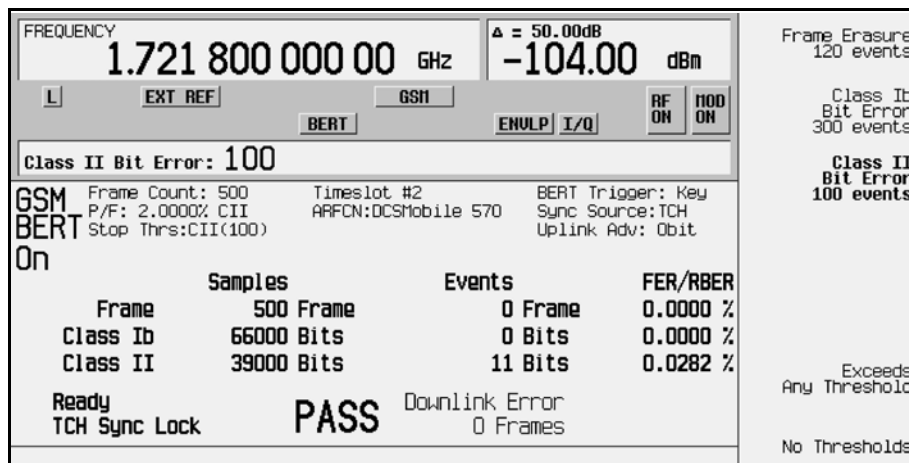 FREQUENCY
1.721 800 000 00 GHz
Δ = 50.00dB
-104.00 dBm
L EXT REF GSM RF ON MOD ON
BERT ENVLP I/Q
Class II Bit Error: 100
GSM BERT On
Frame Count: 500 Timeslot #2 BERT Trigger: Key
P/F: 2.0000% CII ARFCN:DCSMobile 570 Sync Source:TCH
Stop Thrs:CII(100) Uplink Adv: 0bit
Samples Events FER/RBER
Frame 500 Frame 0 Frame 0.0000 %
Class Ib 66000 Bits 0 Bits 0.0000 %
Class II 39000 Bits 11 Bits 0.0282 %
Ready
TCH Sync Lock
PASS
Downlink Error
0 Frames
Frame Erasure
120 events
Class Ib
Bit Error
300 events
Class II
Bit Error
100 events
Exceeds
Any Threshold
No Thresholds